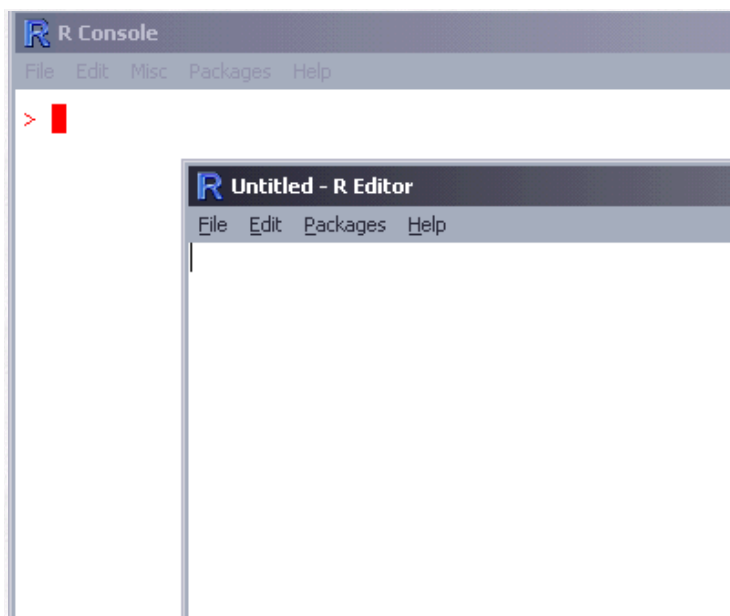 R R Console
File Edit Misc Packages Help
>
R Untitled - R Editor
File Edit Packages Help